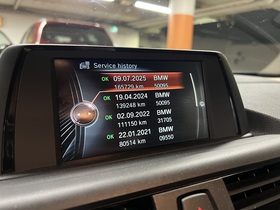 Service history
OK 09.07.2025 BMW
165729 km 50095
OK 19.04.2024 BMW
139248 km 50095
OK 02.09.2022 BMW
111150 km 31705
OK 22.01.2021 BMW
80514 km 09550